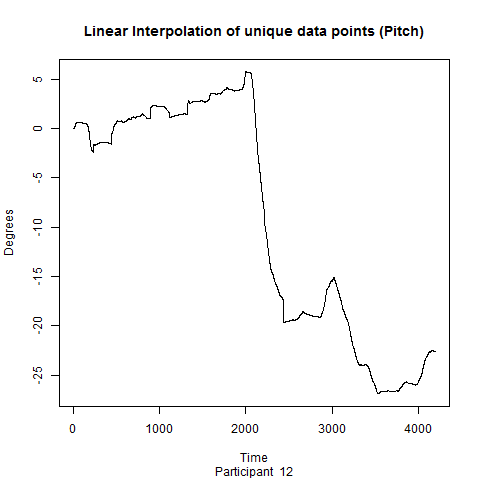 Linear Interpolation of unique data points (Pitch)
5
0
-5
-10
-15
-20
-25
Degrees
0 1000 2000 3000 4000
Time
Participant 12